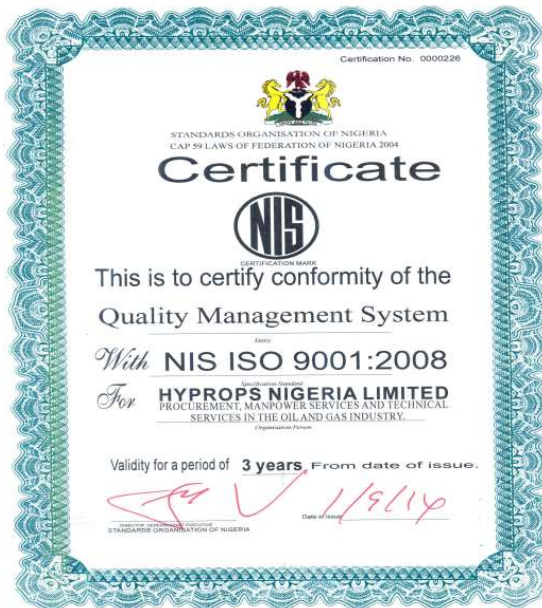 Certification No. 0000226
STANDARDS ORGANISATION OF NIGERIA
CAP 59 LAWS OF FEDERATION OF NIGERIA 2004
Certificate
NIS
CERTIFICATION MARK
This is to certify conformity of the
Quality Management System
Entity
With NIS ISO 9001:2008
Specification Standard
For HYPROPS NIGERIA LIMITED
PROCUREMENT, MANPOWER SERVICES AND TECHNICAL
SERVICES IN THE OIL AND GAS INDUSTRY.
Organisation/Person
Validity for a period of 3 years From date of issue.
1/9/14
Date of issue
STANDARDS ORGANISATION OF NIGERIA